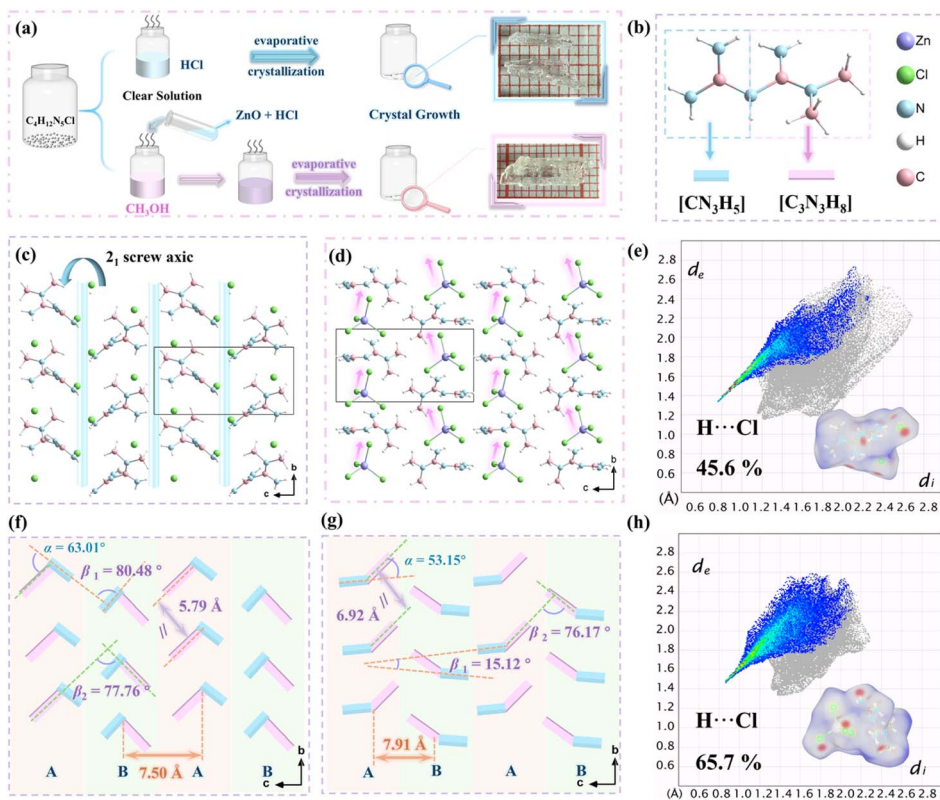 (a)
HCl
evaporative
crystallization
Clear Solution
C₄H₁₂N₅Cl
ZnO + HCl
Crystal Growth
evaporative
crystallization
CH₃OH
(b)
Zn
Cl
N
H
C
[CN₃H₅]
[C₃N₃H₈]
(c)
2₁ screw axic
b
c
(d)
b
c
(e)
dₑ
2.8
2.6
2.4
2.2
2.0
1.8
1.6
1.4
1.2
1.0
0.8
0.6
H···Cl
45.6 %
dᵢ
(Å)
0.6 0.8 1.0 1.2 1.4 1.6 1.8 2.0 2.2 2.4 2.6 2.8
(f)
α = 63.01°
β₁ = 80.48 °
5.79 Å
//
β₂ = 77.76 °
7.50 Å
A B A B
b
c
(g)
α = 53.15°
6.92 Å
//
β₂ = 76.17°
β₁ = 15.12°
7.91 Å
A B A B
b
c
(h)
dₑ
2.8
2.6
2.4
2.2
2.0
1.8
1.6
1.4
1.2
1.0
0.8
0.6
H···Cl
65.7 %
dᵢ
(Å)
0.6 0.8 1.0 1.2 1.4 1.6 1.8 2.0 2.2 2.4 2.6 2.8